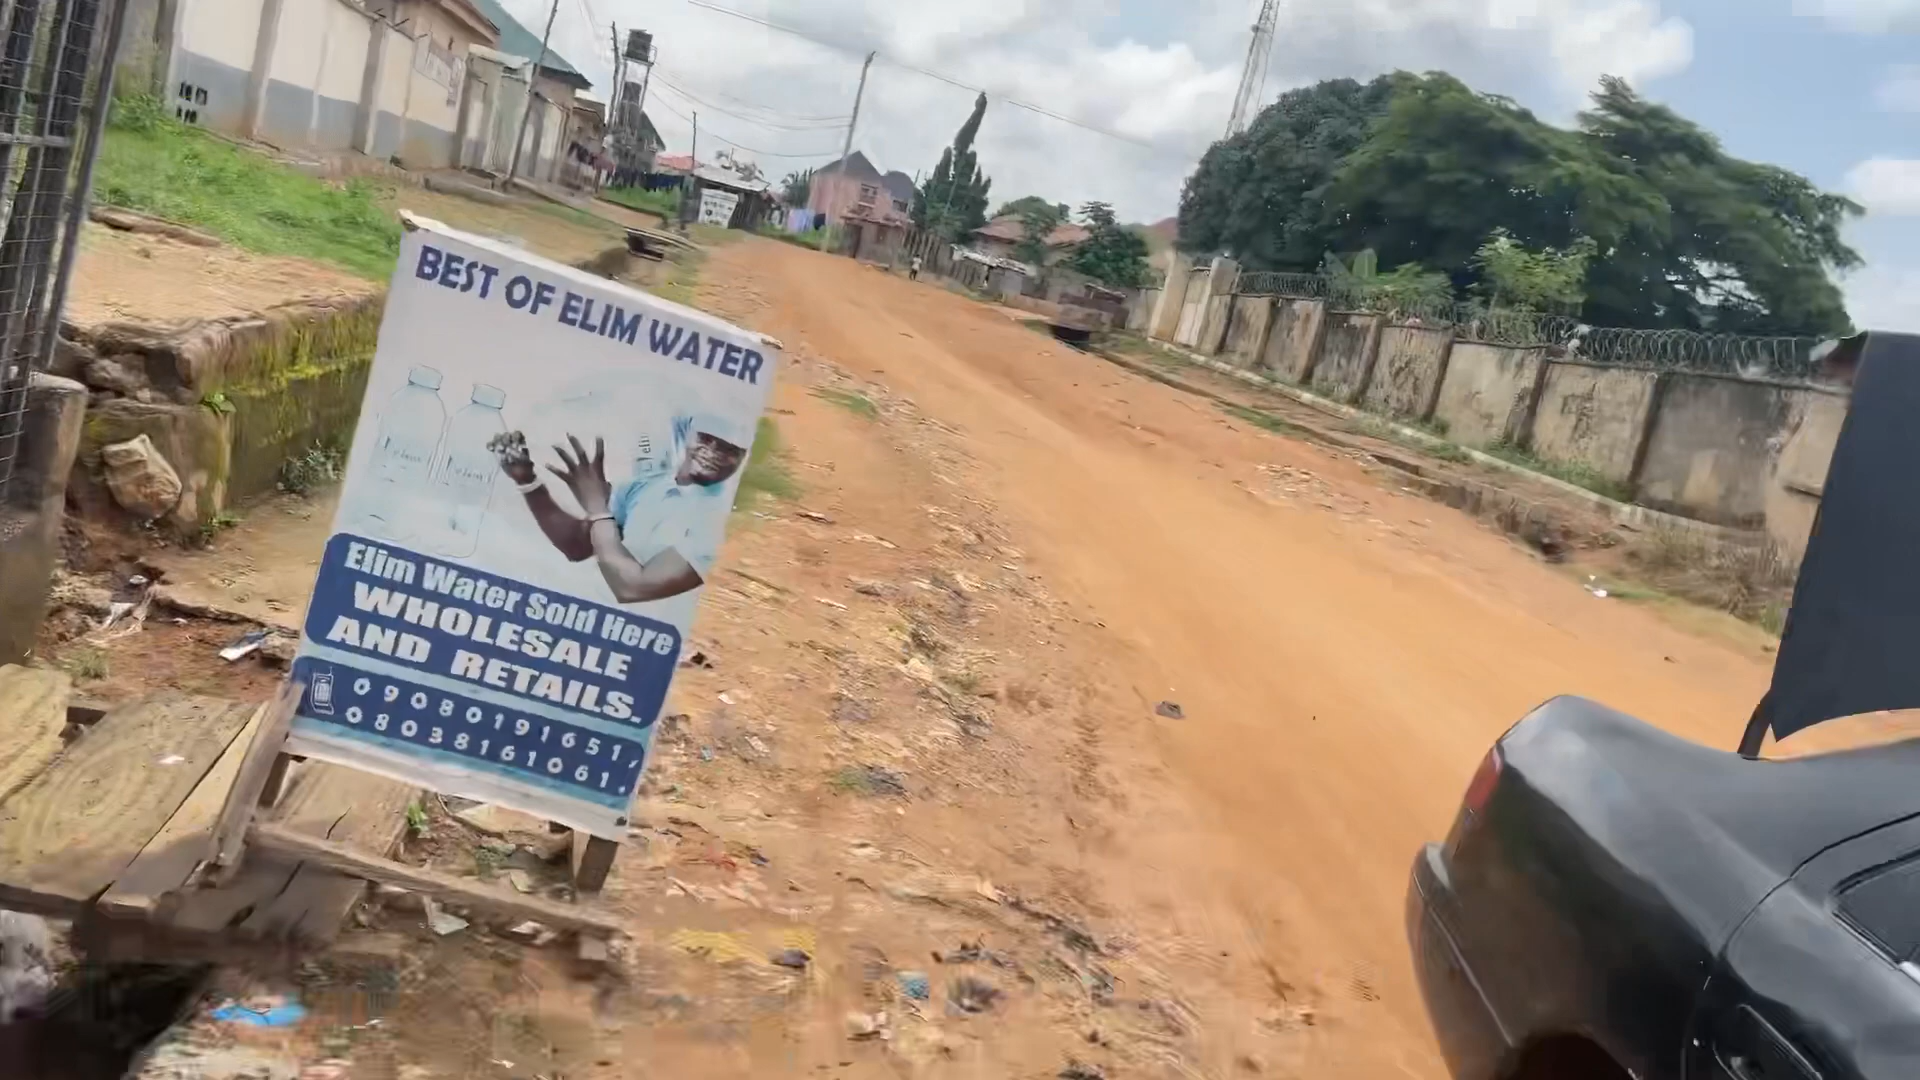 BEST OF ELIM WATER
Elim Water Sold Here
WHOLESALE
AND RETAILS.
09080191651,
08038161061.